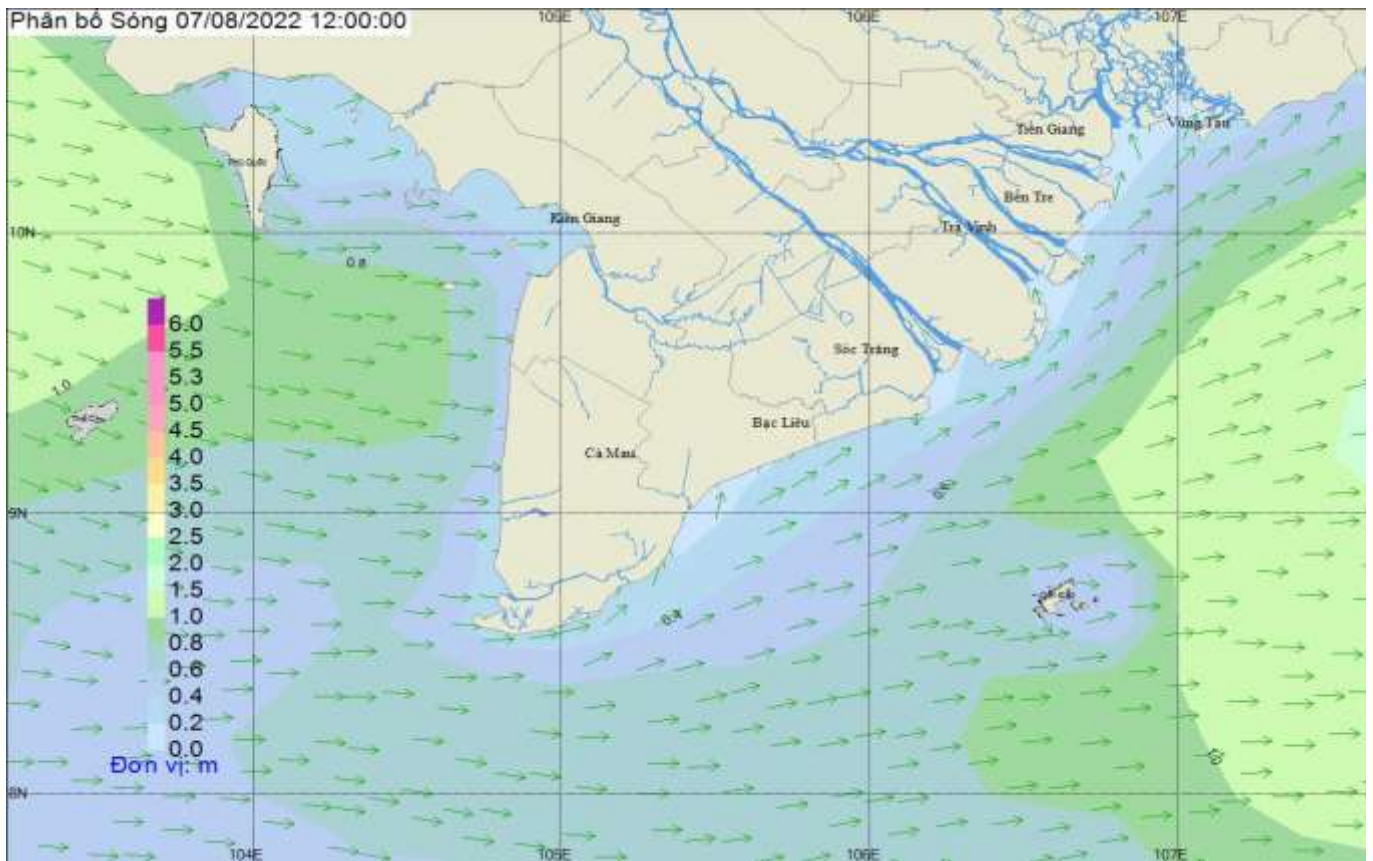 Phân bố Sóng 07/08/2022 12:00:00
105E
106E
107E
Vũng Tàu
Tiền Giang
Bến Tre
Trà Vinh
Kiên Giang
10N
0.8
6.0
5.5
5.3
5.0
4.5
4.0
3.5
3.0
2.5
2.0
1.5
1.0
0.8
0.6
0.4
0.2
0.0
Đơn vị: m
1.0
Sóc Trăng
Bạc Liêu
Cà Mau
9N
0.4
8N
104E
105E
106E
107E